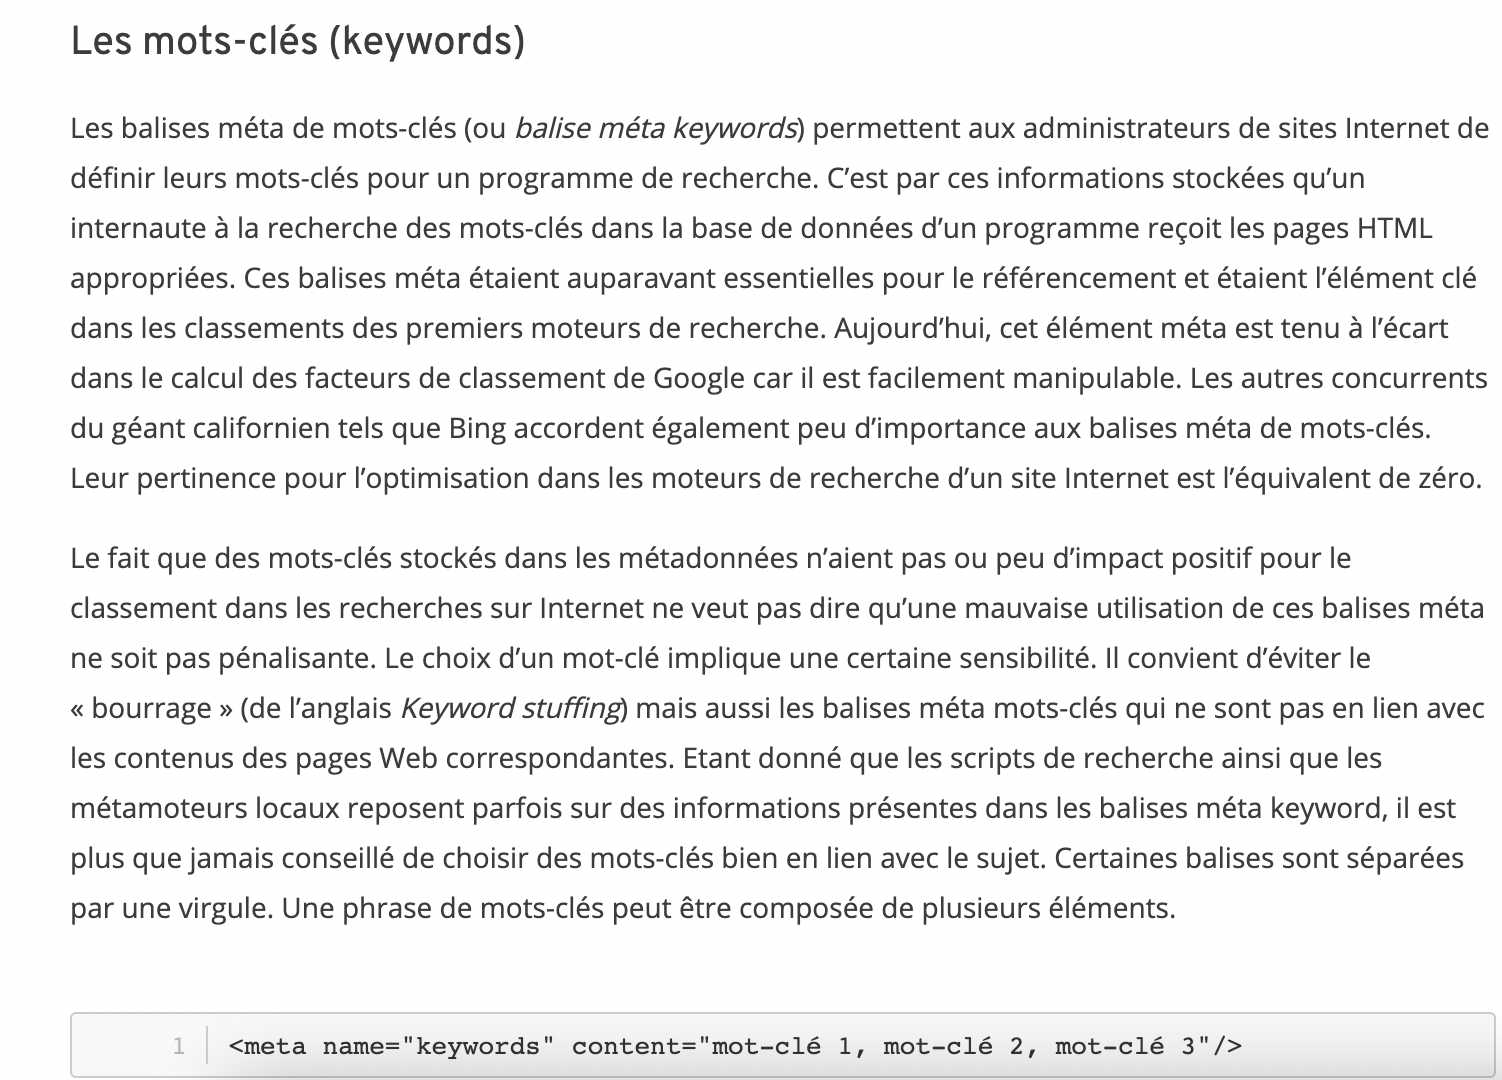 Les mots-clés (keywords)
Les balises méta de mots-clés (ou balise méta keywords) permettent aux administrateurs de sites Internet de
définir leurs mots-clés pour un programme de recherche. C’est par ces informations stockées qu’un
internaute à la recherche des mots-clés dans la base de données d’un programme reçoit les pages HTML
appropriées. Ces balises méta étaient auparavant essentielles pour le référencement et étaient l’élément clé
dans les classements des premiers moteurs de recherche. Aujourd’hui, cet élément méta est tenu à l’écart
dans le calcul des facteurs de classement de Google car il est facilement manipulable. Les autres concurrents
du géant californien tels que Bing accordent également peu d’importance aux balises méta de mots-clés.
Leur pertinence pour l’optimisation dans les moteurs de recherche d’un site Internet est l’équivalent de zéro.
Le fait que des mots-clés stockés dans les métadonnées n’aient pas ou peu d’impact positif pour le
classement dans les recherches sur Internet ne veut pas dire qu’une mauvaise utilisation de ces balises méta
ne soit pas pénalisante. Le choix d’un mot-clé implique une certaine sensibilité. Il convient d’éviter le
« bourrage » (de l’anglais Keyword stuffing) mais aussi les balises méta mots-clés qui ne sont pas en lien avec
les contenus des pages Web correspondantes. Etant donné que les scripts de recherche ainsi que les
métamoteurs locaux reposent parfois sur des informations présentes dans les balises méta keyword, il est
plus que jamais conseillé de choisir des mots-clés bien en lien avec le sujet. Certaines balises sont séparées
par une virgule. Une phrase de mots-clés peut être composée de plusieurs éléments.
1 <meta name="keywords" content="mot-clé 1, mot-clé 2, mot-clé 3"/>